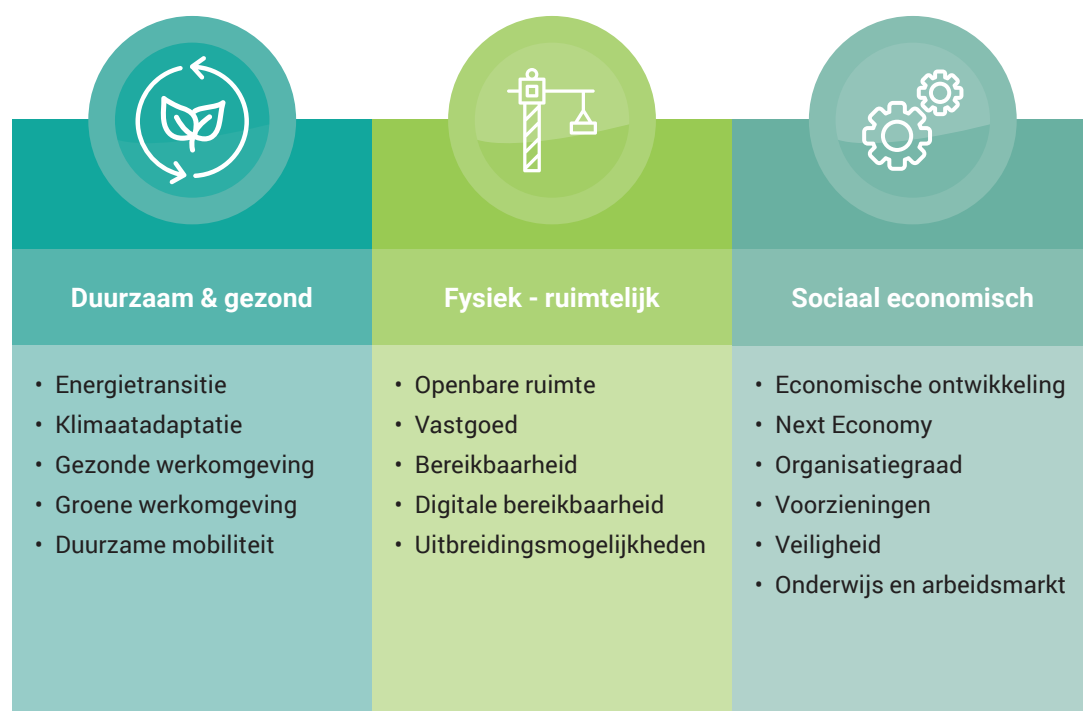 Duurzaam & gezond
• Energietransitie
• Klimaatadaptatie
• Gezonde werkomgeving
• Groene werkomgeving
• Duurzame mobiliteit
Fysiek - ruimtelijk
• Openbare ruimte
• Vastgoed
• Bereikbaarheid
• Digitale bereikbaarheid
• Uitbreidingsmogelijkheden
Sociaal economisch
• Economische ontwikkeling
• Next Economy
• Organisatiegraad
• Voorzieningen
• Veiligheid
• Onderwijs en arbeidsmarkt